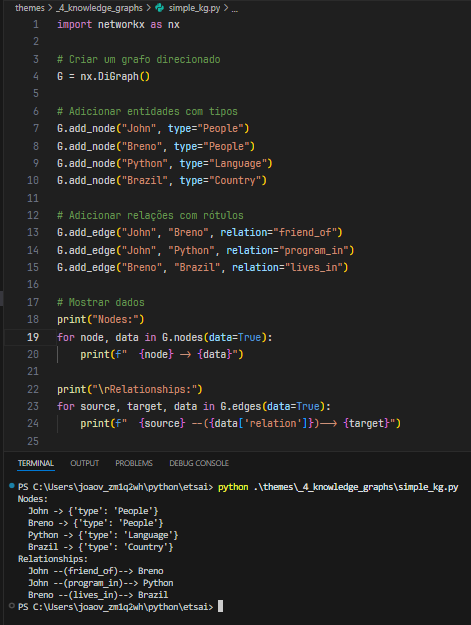 themes > _4_knowledge_graphs > simple_kg.py > ...
1 import networkx as nx
2
3 # Criar um grafo direcionado
4 G = nx.DiGraph()
5
6 # Adicionar entidades com tipos
7 G.add_node("John", type="People")
8 G.add_node("Breno", type="People")
9 G.add_node("Python", type="Language")
10 G.add_node("Brazil", type="Country")
11
12 # Adicionar relações com rótulos
13 G.add_edge("John", "Breno", relation="friend_of")
14 G.add_edge("John", "Python", relation="program_in")
15 G.add_edge("Breno", "Brazil", relation="lives_in")
16
17 # Mostrar dados
18 print("Nodes:")
19 for node, data in G.nodes(data=True):
20     print(f"  {node} -> {data}")
21
22 print("\rRelationships:")
23 for source, target, data in G.edges(data=True):
24     print(f"  {source} --({data['relation']})--> {target}")
25
TERMINAL OUTPUT PROBLEMS DEBUG CONSOLE
PS C:\Users\joaov_zm1q2wh\python\etsai> python .\themes\_4_knowledge_graphs\simple_kg.py
Nodes:
  John -> {'type': 'People'}
  Breno -> {'type': 'People'}
  Python -> {'type': 'Language'}
  Brazil -> {'type': 'Country'}
Relationships:
  John --(friend_of)--> Breno
  John --(program_in)--> Python
  Breno --(lives_in)--> Brazil
PS C:\Users\joaov_zm1q2wh\python\etsai>